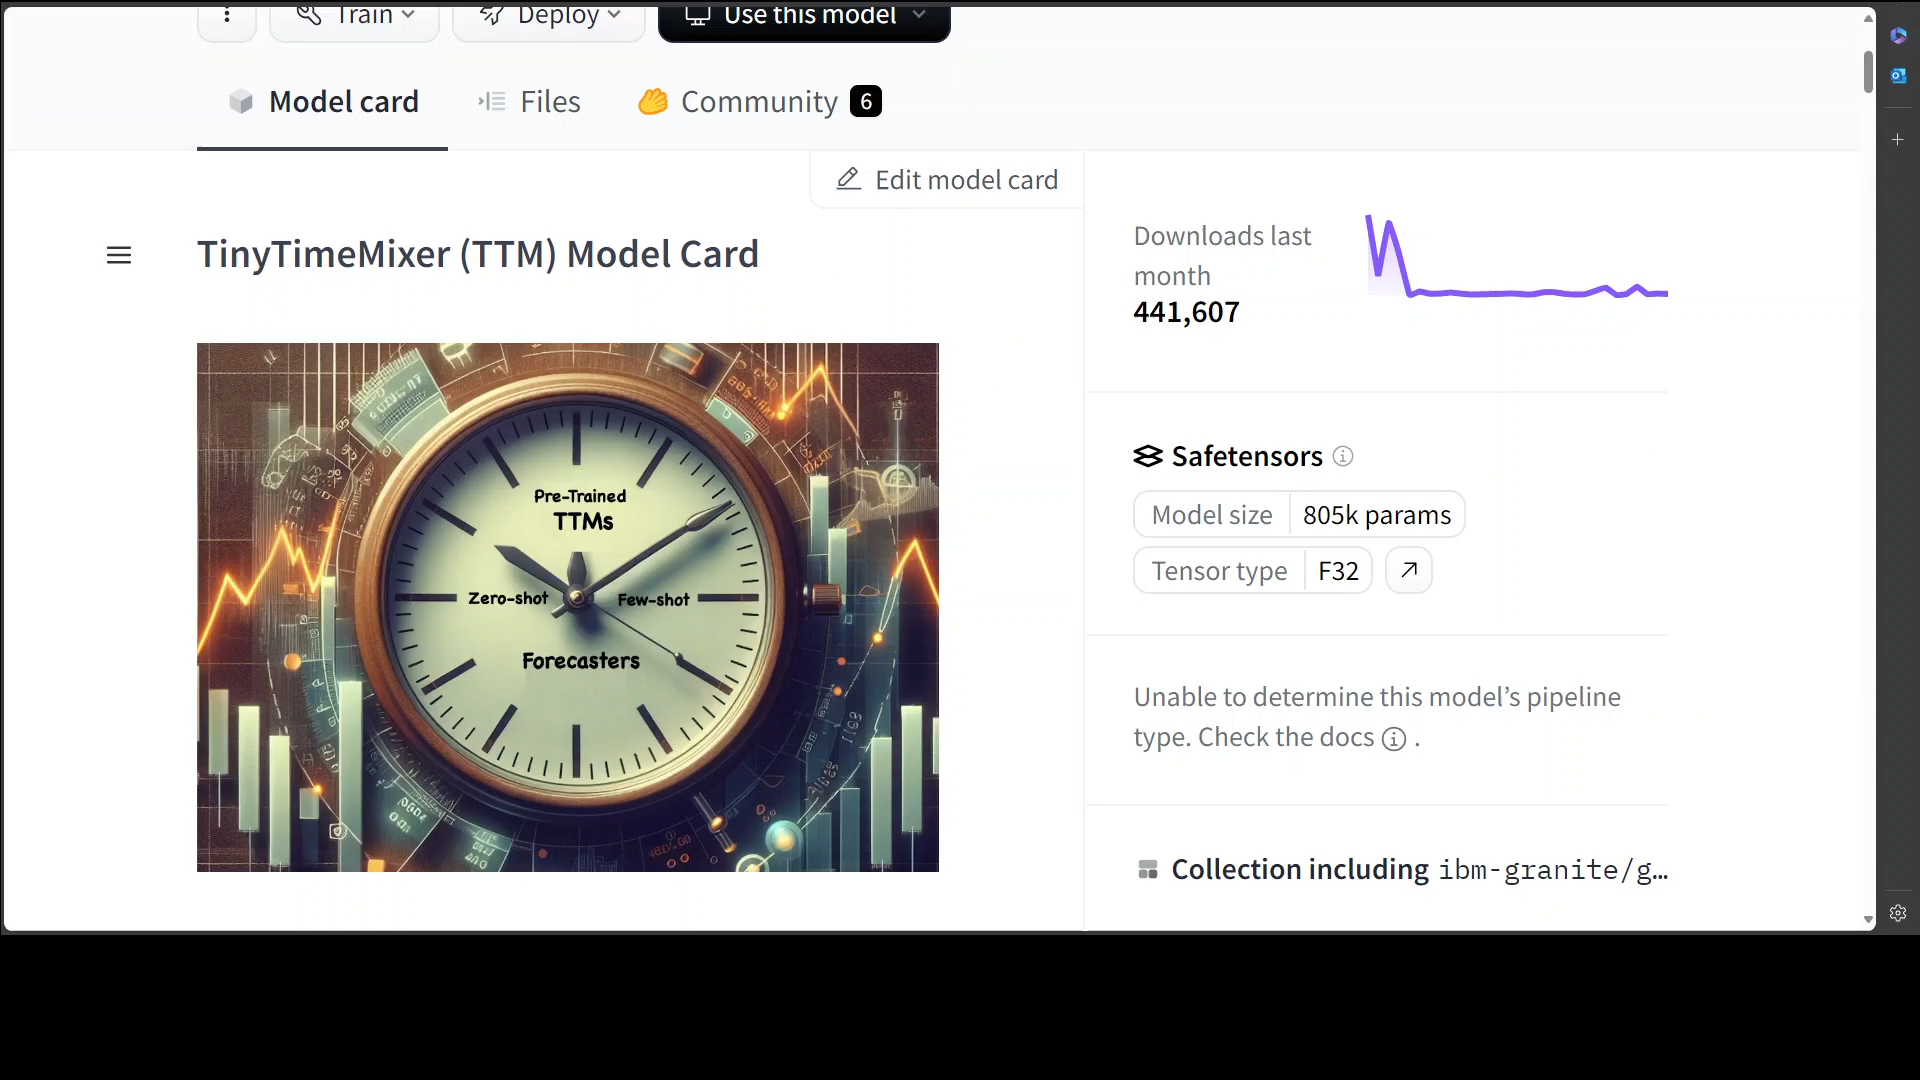 Train
Deploy
Use this model
Model card
Files
Community 6
Edit model card
TinyTimeMixer (TTM) Model Card
Downloads last
month
441,607
Pre-Trained
TTMs
Zero-shot
Few-shot
Forecasters
Safetensors
Model size 805k params
Tensor type F32
Unable to determine this model’s pipeline
type. Check the docs .
Collection including ibm-granite/g…